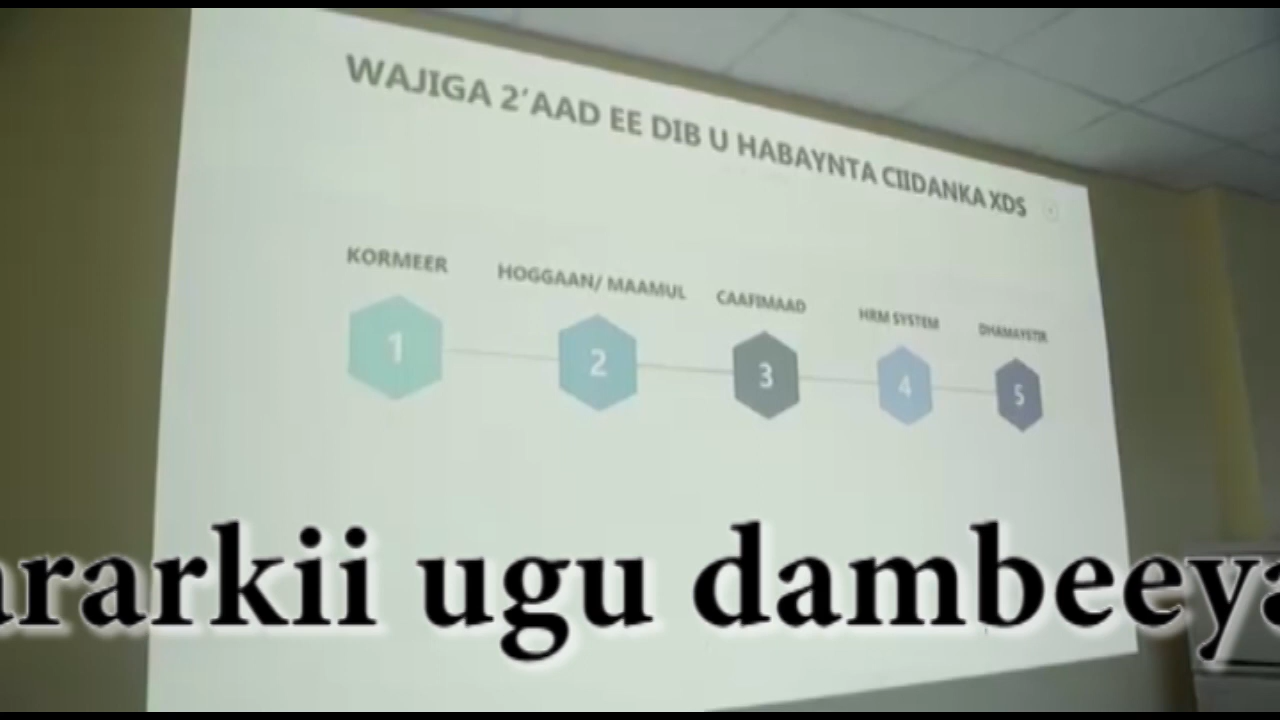 WAJIGA 2'AAD EE DIB U HABAYNTA CIIDANKA XDS
KORMEER
HOGGAAN/ MAAMUL
CAAFIMAAD
HRM SYSTEM
DHAMAYSTIR
1
2
3
4
5
ararkii ugu dambeeya